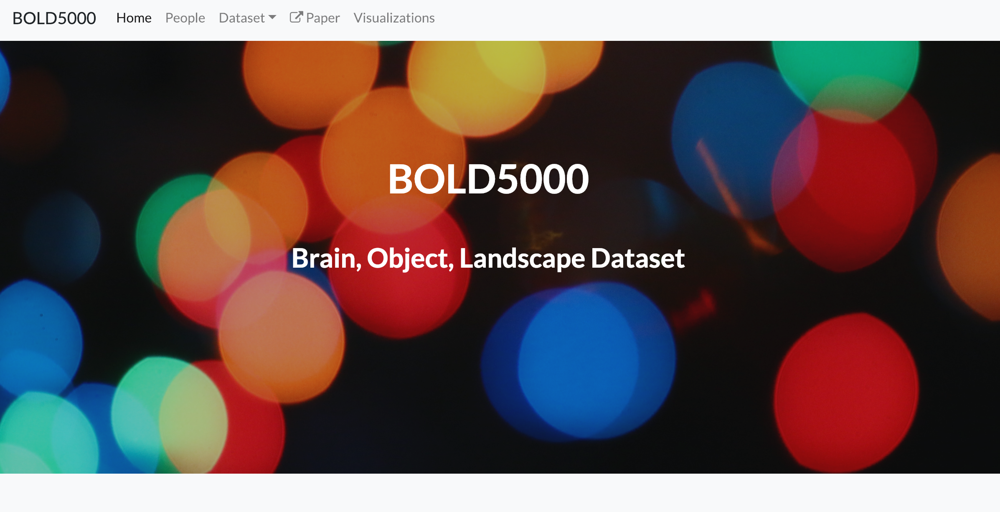 BOLD5000 Home People Dataset Paper Visualizations
BOLD5000
Brain, Object, Landscape Dataset